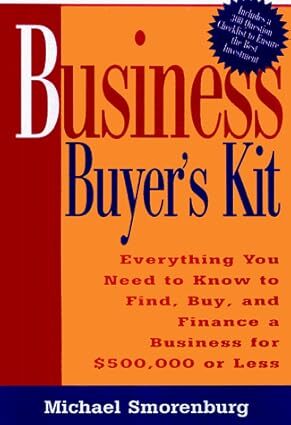 Includes a
300 Question
Checklist to Ensure
the Best
Investment
Business
Buyer's Kit
Everything You
Need to Know to
Find, Buy, and
Finance a
Business for
$500,000 or Less
Michael Smorenburg